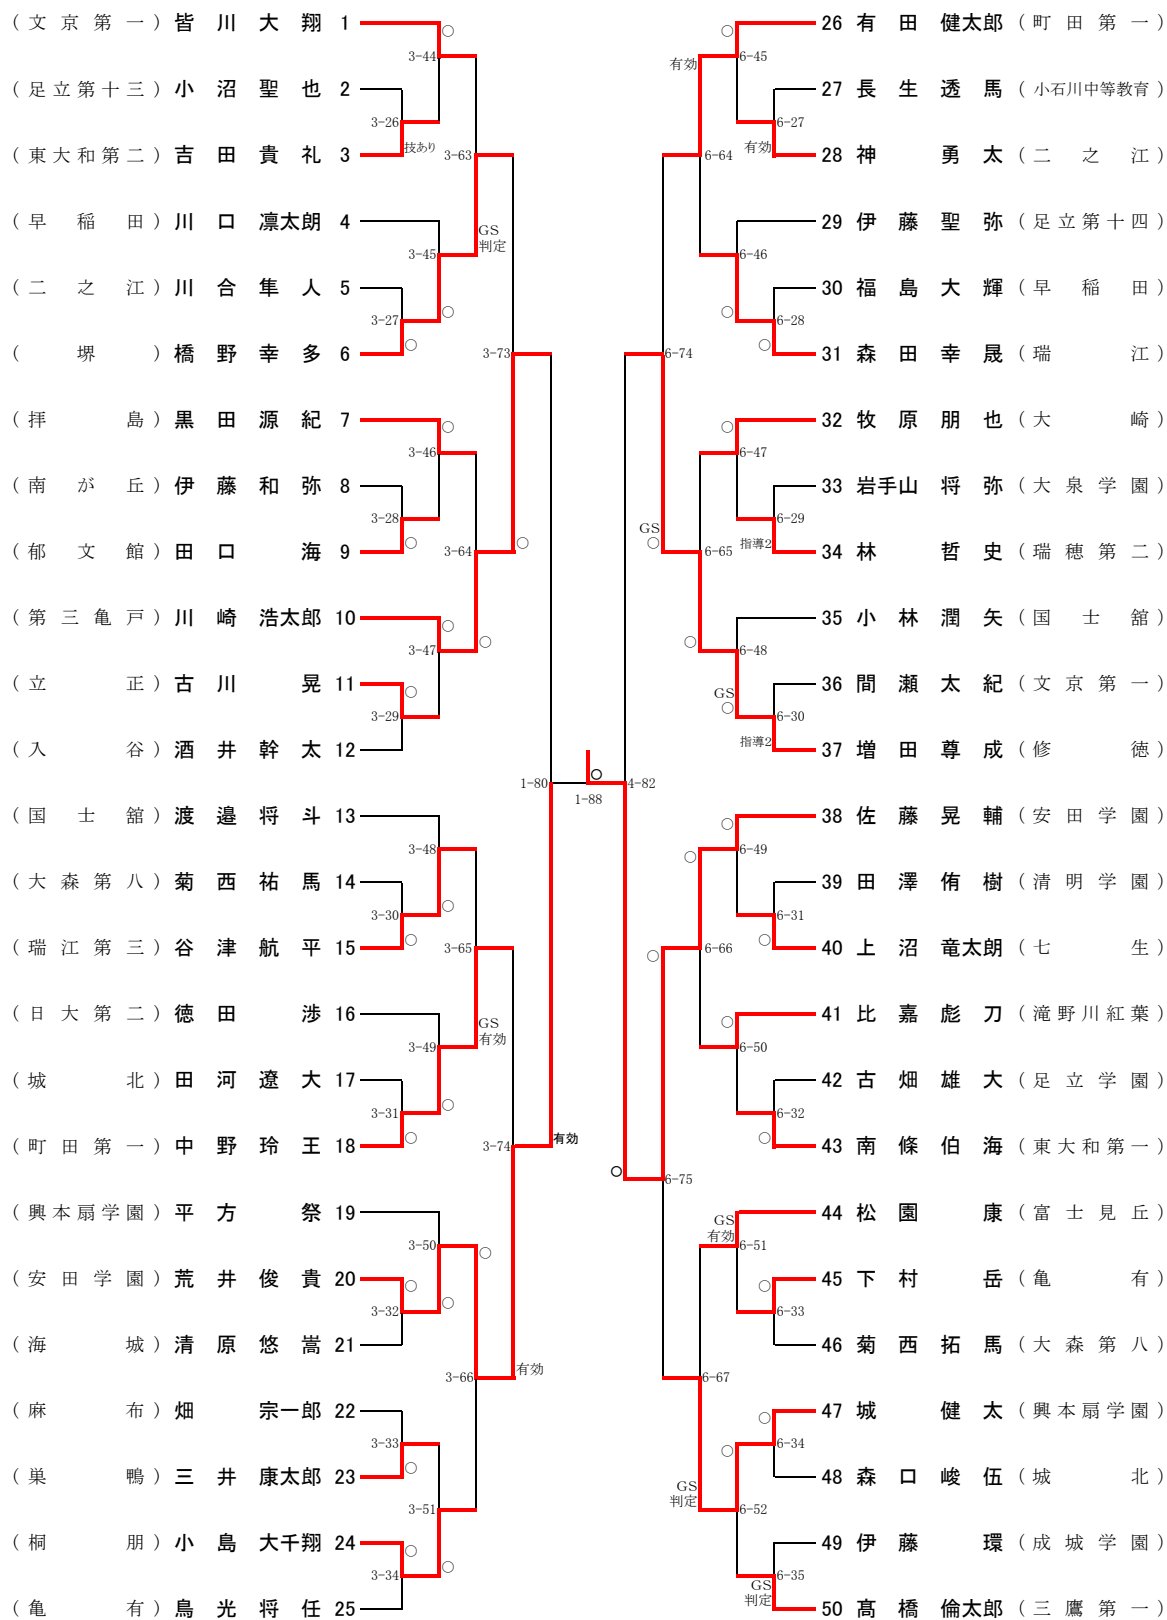 (文京第一) 皆川大翔 1
(足立第十三) 小沼聖也 2
(東大和第二) 吉田貴礼 3
(早稲田) 川口凛太朗 4
(二之江) 川合隼人 5
(堺) 橋野幸多 6
(拝島) 黒田源紀 7
(南が丘) 伊藤和弥 8
(郁文館) 田口海 9
(第三亀戸) 川崎浩太郎 10
(立正) 古川晃 11
(入谷) 酒井幹太 12
(国士舘) 渡邉将斗 13
(大森第八) 菊西祐馬 14
(瑞江第三) 谷津航平 15
(日大第二) 徳田渉 16
(城北) 田河遼大 17
(町田第一) 中野玲王 18
(興本扇学園) 平方祭 19
(安田学園) 荒井俊貴 20
(海城) 清原悠嵩 21
(麻布) 畑宗一郎 22
(巣鴨) 三井康太郎 23
(桐朋) 小島大千翔 24
(亀有) 鳥光将任 25
3-44 ○
3-26 技あり
3-63 GS 判定
3-45 ○
3-27 ○
3-73 ○
3-46 ○
3-28 ○
3-64 ○
3-47 ○
3-29 ○
1-80 有効
3-48 ○
3-30 ○
3-65 GS 有効
3-49 ○
3-31 ○
3-74 有効
3-50 ○
3-32 ○
3-66 ○
3-33 ○
3-51 ○
3-34 ○
1-88 ○
4-82 ○
6-45 ○
6-27 有効
6-64 有効
6-46 ○
6-28 ○
6-74 GS ○
6-47 ○
6-29 指導2
6-65 ○
6-48 GS ○
6-30 指導2
6-49 ○
6-31 ○
6-66 ○
6-50 ○
6-32 ○
6-75 ○
6-51 GS 有効
6-33 ○
6-67 GS 判定
6-34 ○
6-52 ○
6-35 GS 判定
26 有田健太郎 (町田第一)
27 長生透馬 (小石川中等教育)
28 神勇太 (二之江)
29 伊藤聖弥 (足立第十四)
30 福島大輝 (早稲田)
31 森田幸晟 (瑞江)
32 牧原朋也 (大崎)
33 岩手山将弥 (大泉学園)
34 林哲史 (瑞穂第二)
35 小林潤矢 (国士舘)
36 間瀬太紀 (文京第一)
37 増田尊成 (修徳)
38 佐藤晃輔 (安田学園)
39 田澤侑樹 (清明学園)
40 上沼竜太朗 (七生)
41 比嘉彪刀 (滝野川紅葉)
42 古畑雄大 (足立学園)
43 南條伯海 (東大和第一)
44 松園康 (富士見丘)
45 下村岳 (亀有)
46 菊西拓馬 (大森第八)
47 城健太 (興本扇学園)
48 森口峻伍 (城北)
49 伊藤環 (成城学園)
50 髙橋倫太郎 (三鷹第一)